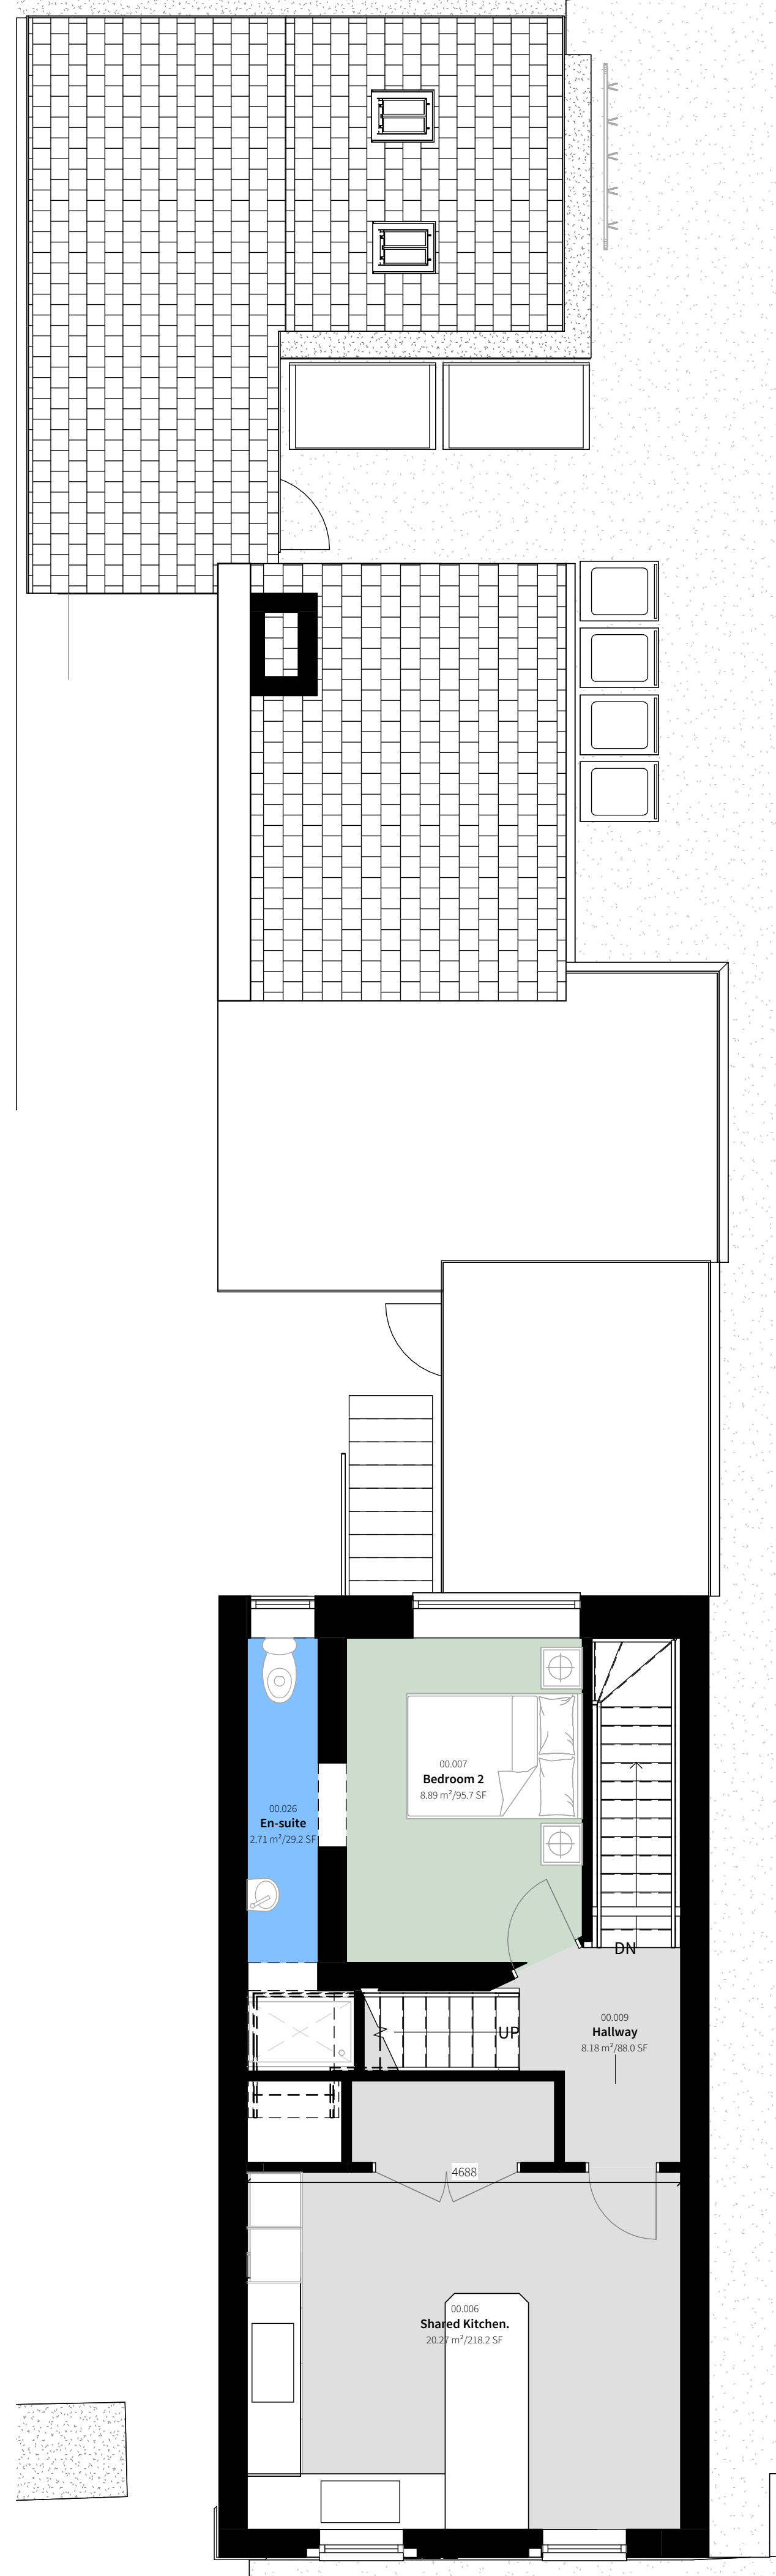 00.007
Bedroom 2
8.89 m²/95.7 SF
00.026
En-suite
2.71 m²/29.2 SF
DN
00.009
Hallway
8.18 m²/88.0 SF
UP
4688
00.006
Shared Kitchen.
20.27 m²/218.2 SF